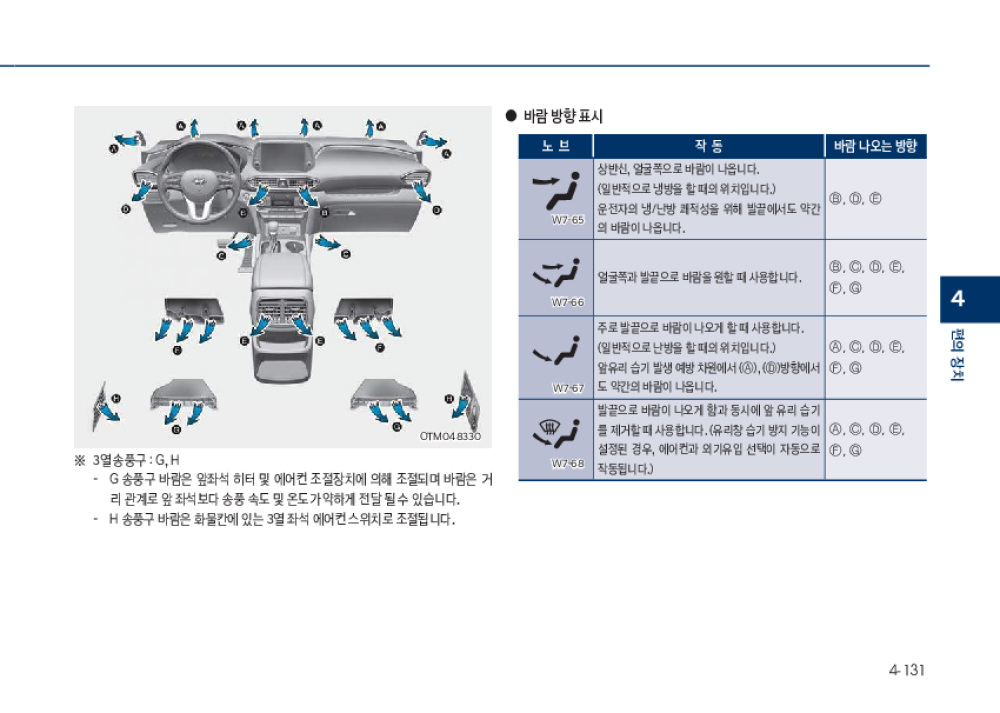 A A A A
A A
D B B D
C C
E E
F F
H H
G G
OTM048330
※ 3열송풍구 : G, H
- G 송풍구 바람은 앞좌석 히터 및 에어컨 조절장치에 의해 조절되며 바람은 거
리 관계로 앞 좌석보다 송풍 속도 및 온도가 약하게 전달 될 수 있습니다.
- H 송풍구 바람은 화물칸에 있는 3열 좌석 에어컨 스위치로 조절됩니다.
● 바람 방향 표시
노 브 작 동 바람 나오는 방향
상반신, 얼굴쪽으로 바람이 나옵니다.
(일반적으로 냉방을 할 때의 위치입니다.)
운전자의 냉/난방 쾌적성을 위해 발끝에서도 약간
의 바람이 나옵니다.
W7-65
Ⓑ, Ⓓ, Ⓔ
얼굴쪽과 발끝으로 바람을 원할 때 사용합니다.
W7-66
Ⓑ, Ⓒ, Ⓓ, Ⓔ,
Ⓕ, Ⓖ
주로 발끝으로 바람이 나오게 할 때 사용합니다.
(일반적으로 난방을 할 때의 위치입니다.)
앞유리 습기 발생 예방 차원에서 (Ⓐ), (Ⓓ)방향에서
도 약간의 바람이 나옵니다.
W7-67
Ⓐ, Ⓒ, Ⓓ, Ⓔ,
Ⓕ, Ⓖ
발끝으로 바람이 나오게 함과 동시에 앞 유리 습기
를 제거할 때 사용합니다. (유리창 습기 방지 기능이
설정된 경우, 에어컨과 외기유입 선택이 자동으로
작동됩니다.)
W7-68
Ⓐ, Ⓒ, Ⓓ, Ⓔ,
Ⓕ, Ⓖ
4
편의 장치
4-131